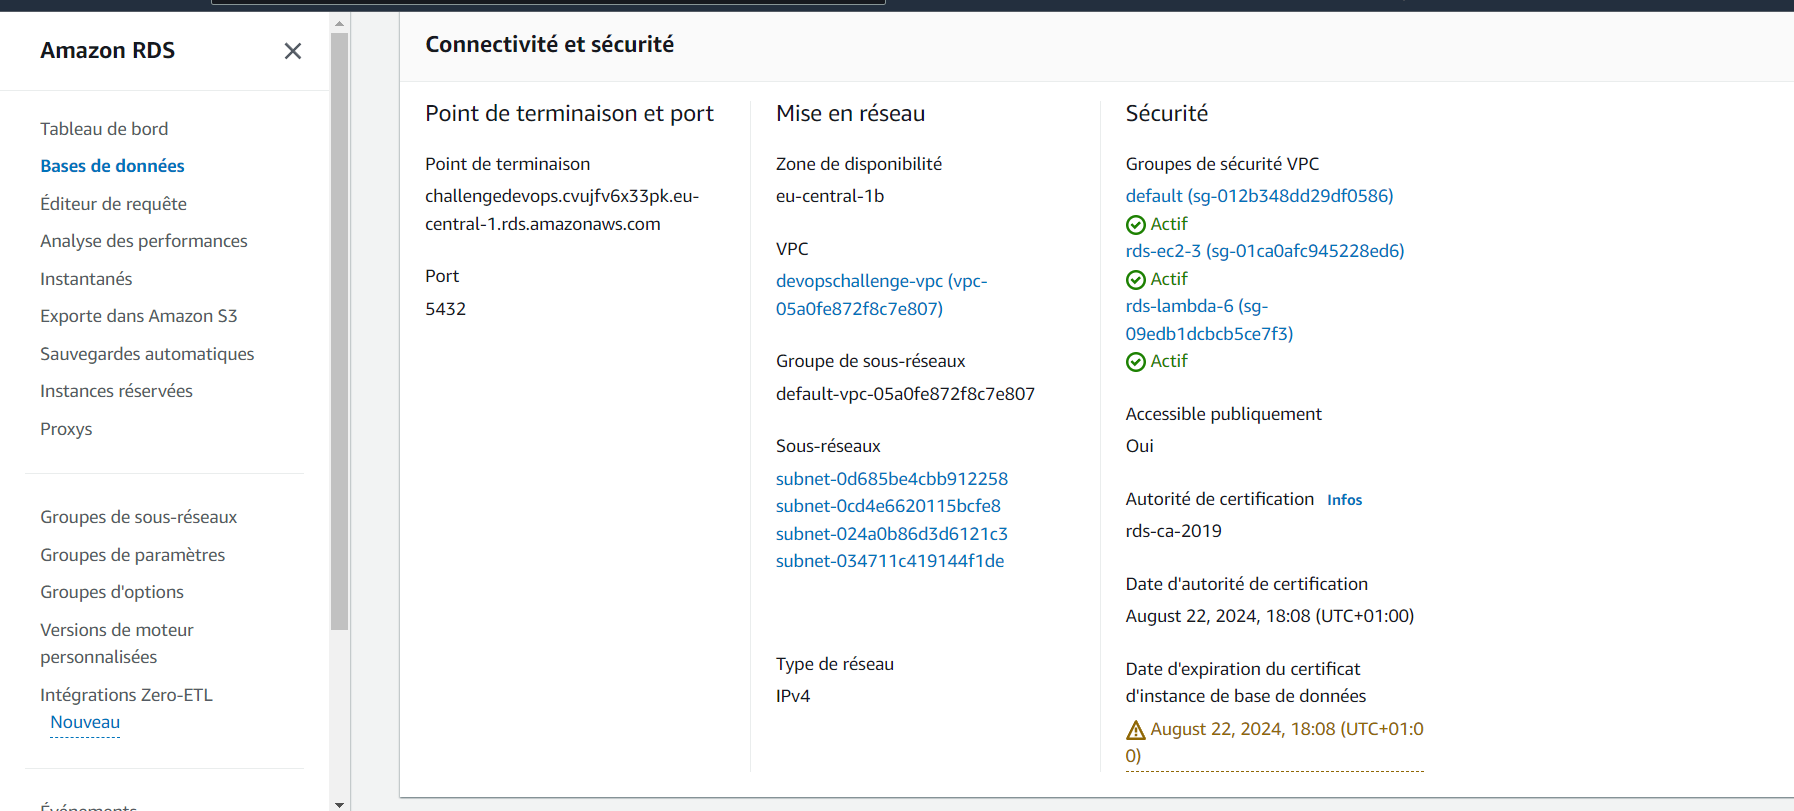 Amazon RDS
Tableau de bord
Bases de données
Éditeur de requête
Analyse des performances
Instantanés
Exporte dans Amazon S3
Sauvegardes automatiques
Instances réservées
Proxys
Groupes de sous-réseaux
Groupes de paramètres
Groupes d'options
Versions de moteur
personnalisées
Intégrations Zero-ETL
Nouveau
Événements
Connectivité et sécurité
Point de terminaison et port
Point de terminaison
challengedevops.cvujfv6x33pk.eu-
central-1.rds.amazonaws.com
Port
5432
Mise en réseau
Zone de disponibilité
eu-central-1b
VPC
devopschallenge-vpc (vpc-
05a0fe872f8c7e807)
Groupe de sous-réseaux
default-vpc-05a0fe872f8c7e807
Sous-réseaux
subnet-0d685be4cbb912258
subnet-0cd4e6620115bcfe8
subnet-024a0b86d3d6121c3
subnet-034711c419144f1de
Type de réseau
IPv4
Sécurité
Groupes de sécurité VPC
default (sg-012b348dd29df0586)
Actif
rds-ec2-3 (sg-01ca0afc945228ed6)
Actif
rds-lambda-6 (sg-
09edb1dcbcb5ce7f3)
Actif
Accessible publiquement
Oui
Autorité de certification Infos
rds-ca-2019
Date d'autorité de certification
August 22, 2024, 18:08 (UTC+01:00)
Date d'expiration du certificat
d'instance de base de données
August 22, 2024, 18:08 (UTC+01:0
0)